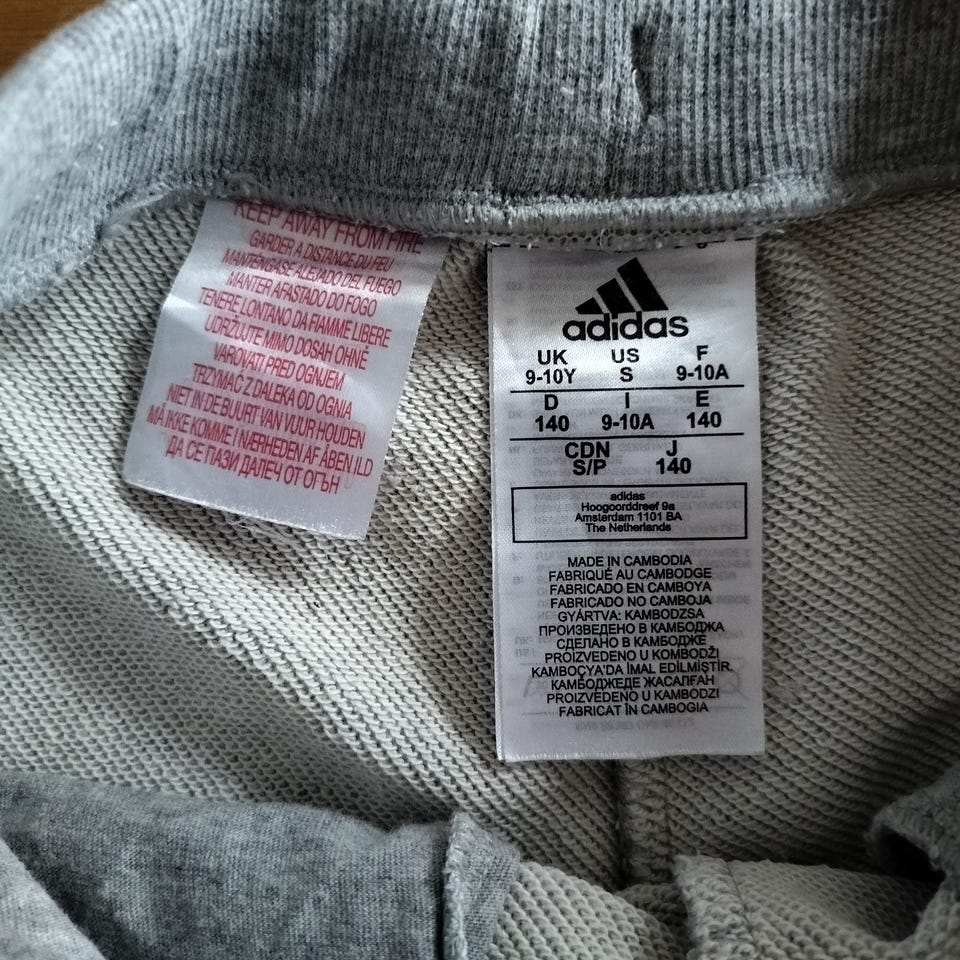 KEEP AWAY FROM FIRE
GARDER A DISTANCE DU FEU
MANTENGASE ALEJADO DEL FUEGO
MANTER AFASTADO DO FOGO
TENERE LONTANO DA FIAMME LIBERE
UDRZUJTE MIMO DOSAH OHNĚ
VAROVATI PRED OGNJEM
TRZYMAC Z DALEKA OD OGNIA
NIET IN DE BUURT VAN VUUR HOUDEN
MÅ IKKE KOMME I NÆRHEDEN AF ÅBEN ILD
ДА СЕ ПАЗИ ДАЛЕЧ ОТ ОГЪН
adidas
UK US F
9-10Y S 9-10A
D I E
140 9-10A 140
CDN J
S/P 140
adidas
Hoogoorddreef 9a
Amsterdam 1101 BA
The Netherlands
MADE IN CAMBODIA
FABRIQUÉ AU CAMBODGE
FABRICADO EN CAMBOYA
FABRICADO NO CAMBOJA
GYÁRTVA: KAMBODZSA
ПРОИЗВЕДЕНО В КАМБОДЖА
СДЕЛАНО В КАМБОДЖЕ
PROIZVEDENO U KOMBODŽI
KAMBOÇYA'DA İMAL EDİLMİŞTİR.
КАМБОДЖЕДЕ ЖАСАЛҒАН
PROIZVEDENO U KAMBODZI
FABRICAT ÎN CAMBOGIA